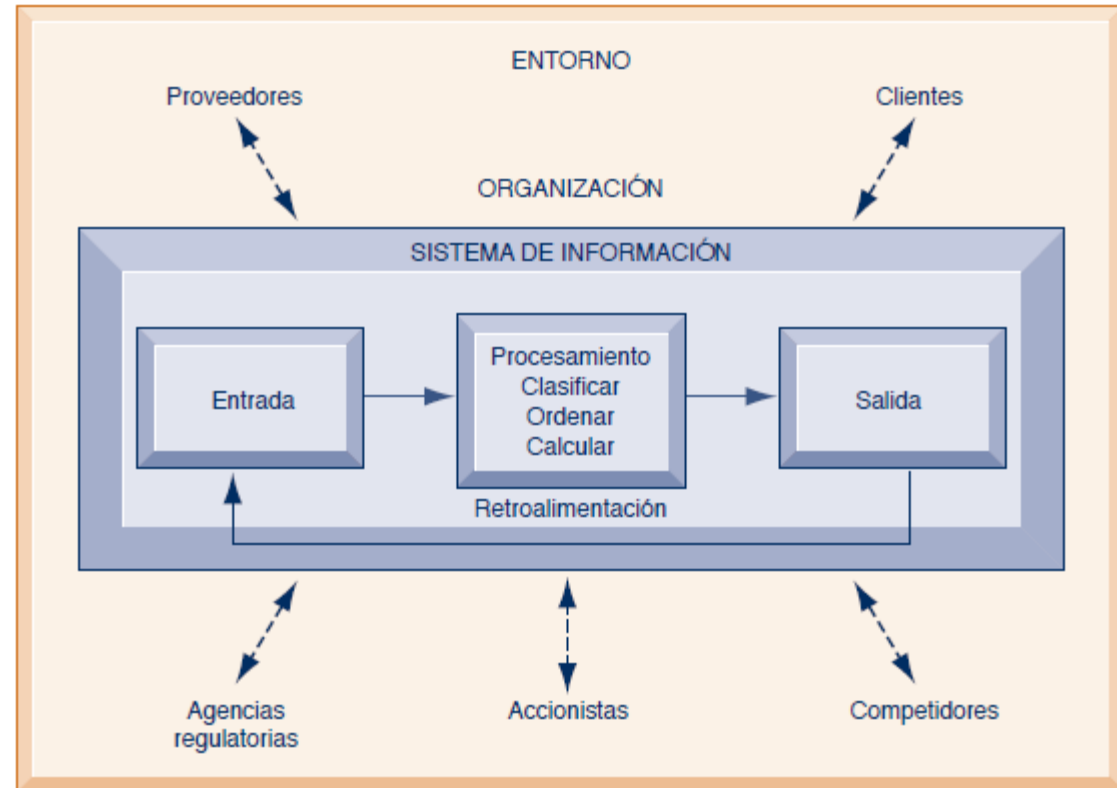 ENTORNO
Proveedores
Clientes
ORGANIZACIÓN
SISTEMA DE INFORMACIÓN
Entrada
Procesamiento
Clasificar
Ordenar
Calcular
Salida
Retroalimentación
Agencias
regulatorias
Accionistas
Competidores